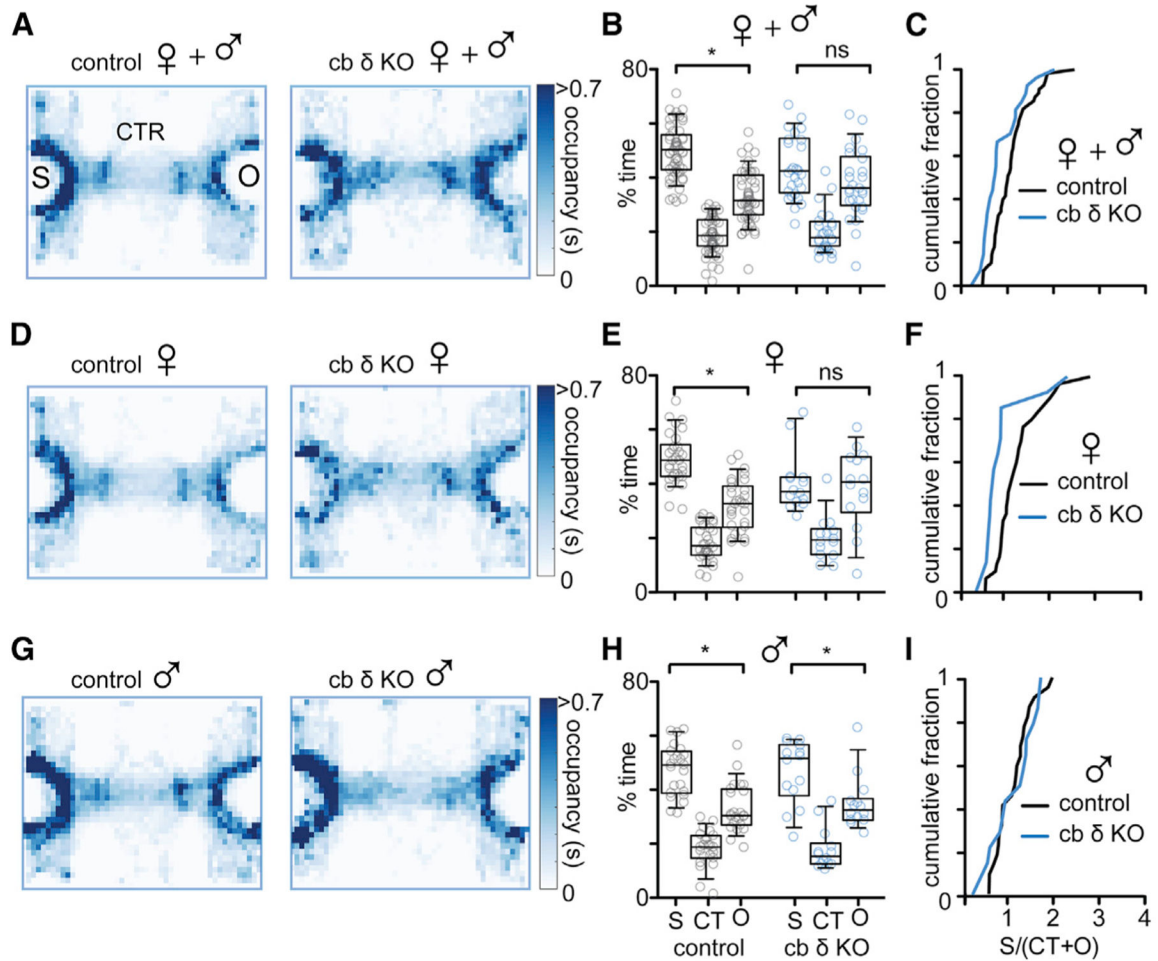 A
control ♀ + ♂
cb δ KO ♀ + ♂
CTR
S
O
>0.7
occupancy (s)
0
B
♀ + ♂
*
ns
80
% time
0
C
1
cumulative fraction
♀ + ♂
control
cb δ KO
0
D
control ♀
cb δ KO ♀
>0.7
occupancy (s)
0
E
♀
*
ns
80
% time
0
F
1
cumulative fraction
♀
control
cb δ KO
0
G
control ♂
cb δ KO ♂
>0.7
occupancy (s)
0
H
♂
*
*
80
% time
0
S CT O
S CT O
control
cb δ KO
I
1
cumulative fraction
♂
control
cb δ KO
0
1 2 3 4
S/(CT+O)